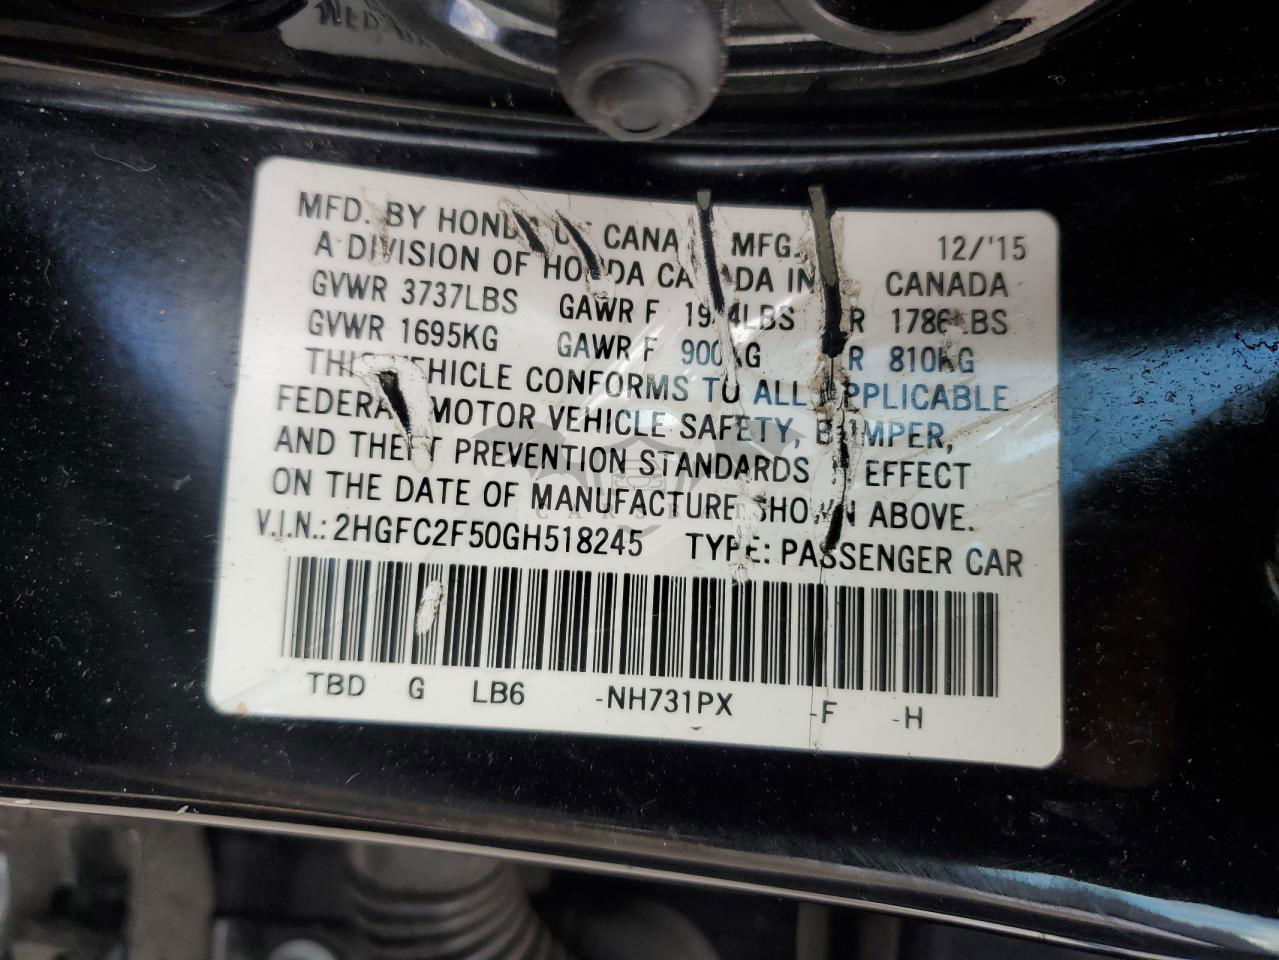 MFD. BY HONDA OF CANADA MFG. 12/'15
A DIVISION OF HONDA CANADA INC. CANADA
GVWR 3737LBS GAWR F 1984LBS R 1786LBS
GVWR 1695KG GAWR F 900KG R 810KG
THIS VEHICLE CONFORMS TO ALL APPLICABLE
FEDERAL MOTOR VEHICLE SAFETY, BUMPER,
AND THEFT PREVENTION STANDARDS IN EFFECT
ON THE DATE OF MANUFACTURE SHOWN ABOVE.
V.I.N.: 2HGFC2F50GH518245 TYPE: PASSENGER CAR
TBD G LB6 -NH731PX -F -H